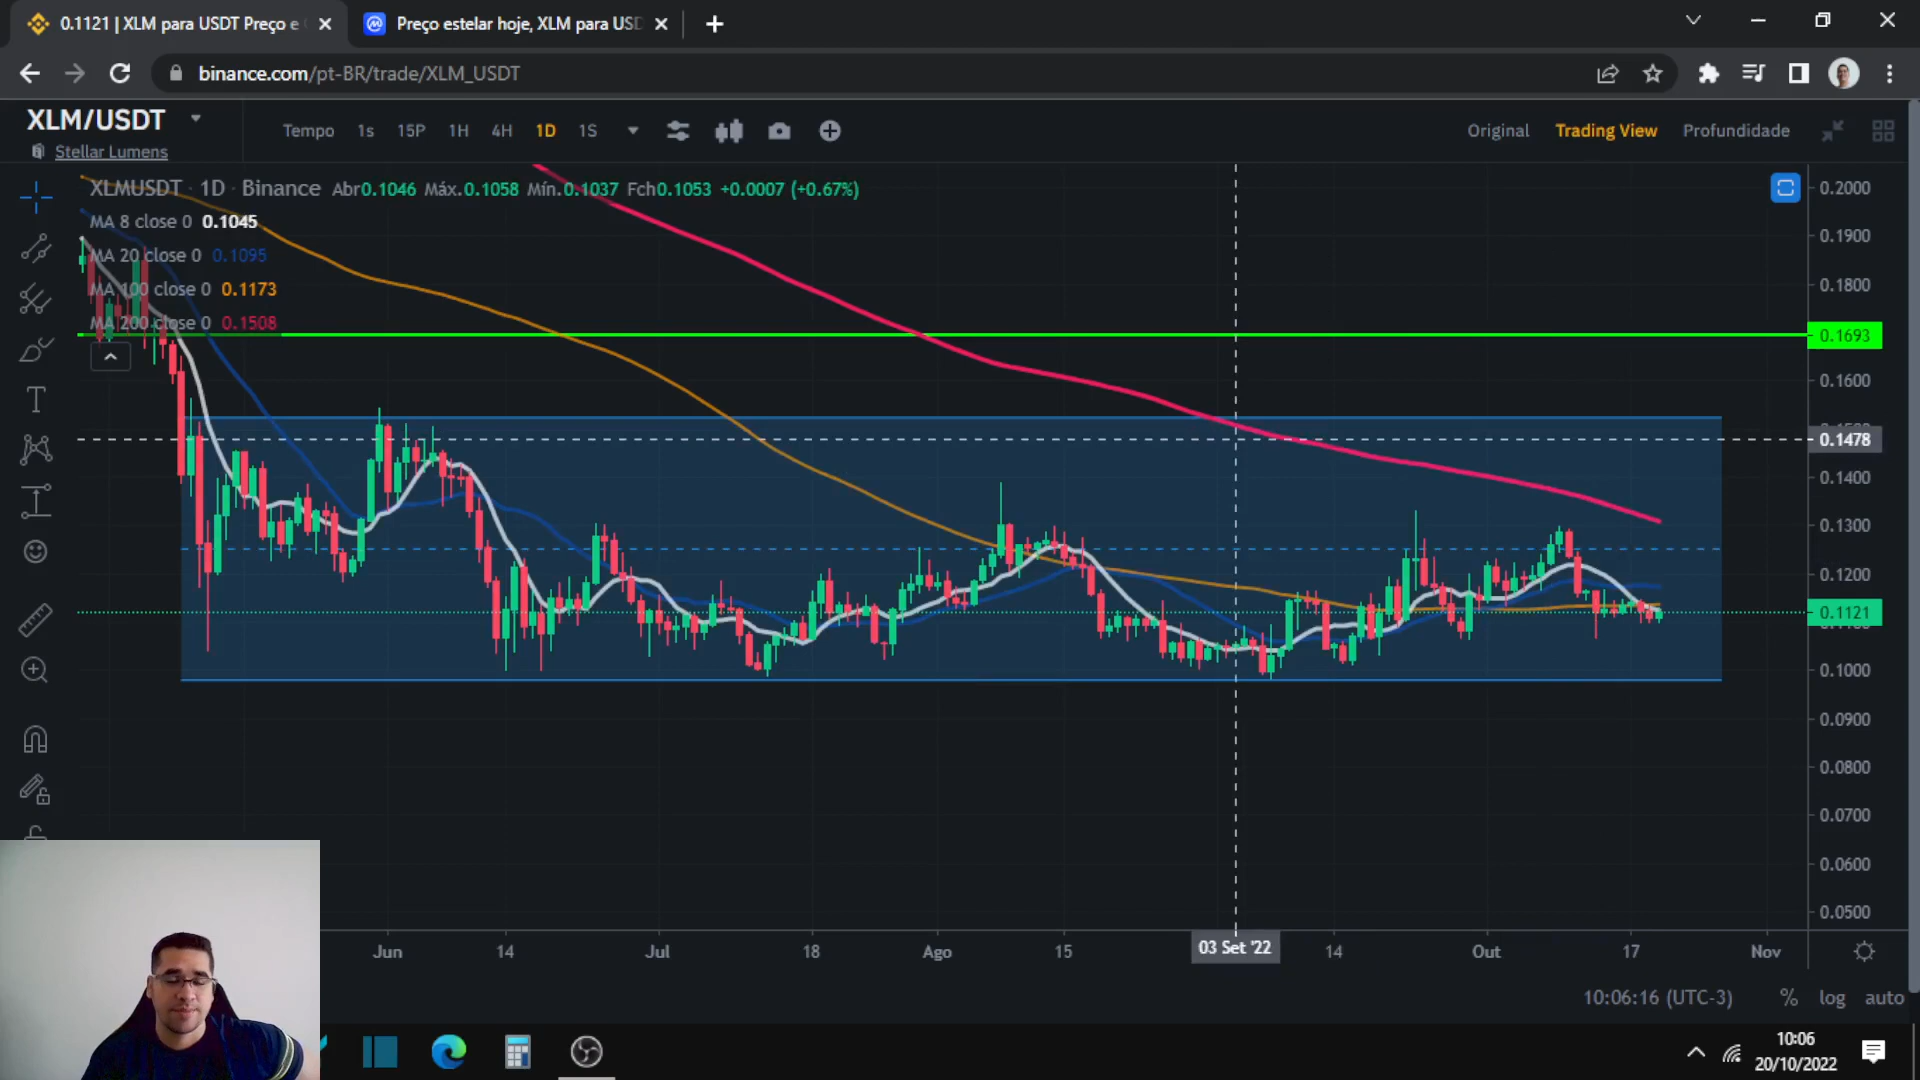 0.1121 | XLM para USDT Preço e
Preço estelar hoje, XLM para USD
binance.com/pt-BR/trade/XLM_USDT
XLM/USDT
Stellar Lumens
Tempo 1s 15P 1H 4H 1D 1S
Original Trading View Profundidade
XLMUSDT · 1D · Binance Abr0.1046 Máx.0.1058 Mín.0.1037 Fch0.1053 +0.0007 (+0.67%)
MA 8 close 0 0.1045
MA 20 close 0 0.1095
MA 100 close 0 0.1173
MA 200 close 0 0.1508
0.2000
0.1900
0.1800
0.1693
0.1600
0.1478
0.1400
0.1300
0.1200
0.1121
0.1000
0.0900
0.0800
0.0700
0.0600
0.0500
Jun 14 Jul 18 Ago 15 03 Set '22 14 Out 17 Nov
10:06:16 (UTC-3) % log auto
10:06
20/10/2022